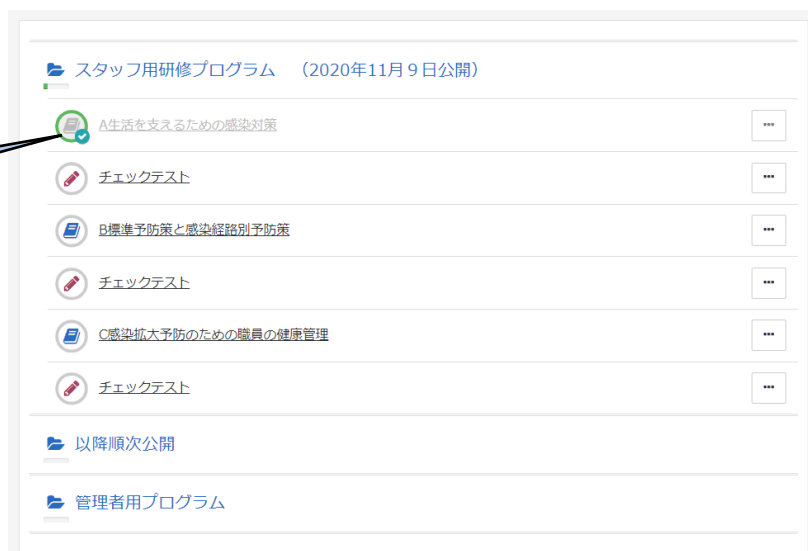 スタッフ用研修プログラム　（2020年11月９日公開）
A生活を支えるための感染対策
チェックテスト
B標準予防策と感染経路別予防策
チェックテスト
C感染拡大予防のための職員の健康管理
チェックテスト
以降順次公開
管理者用プログラム